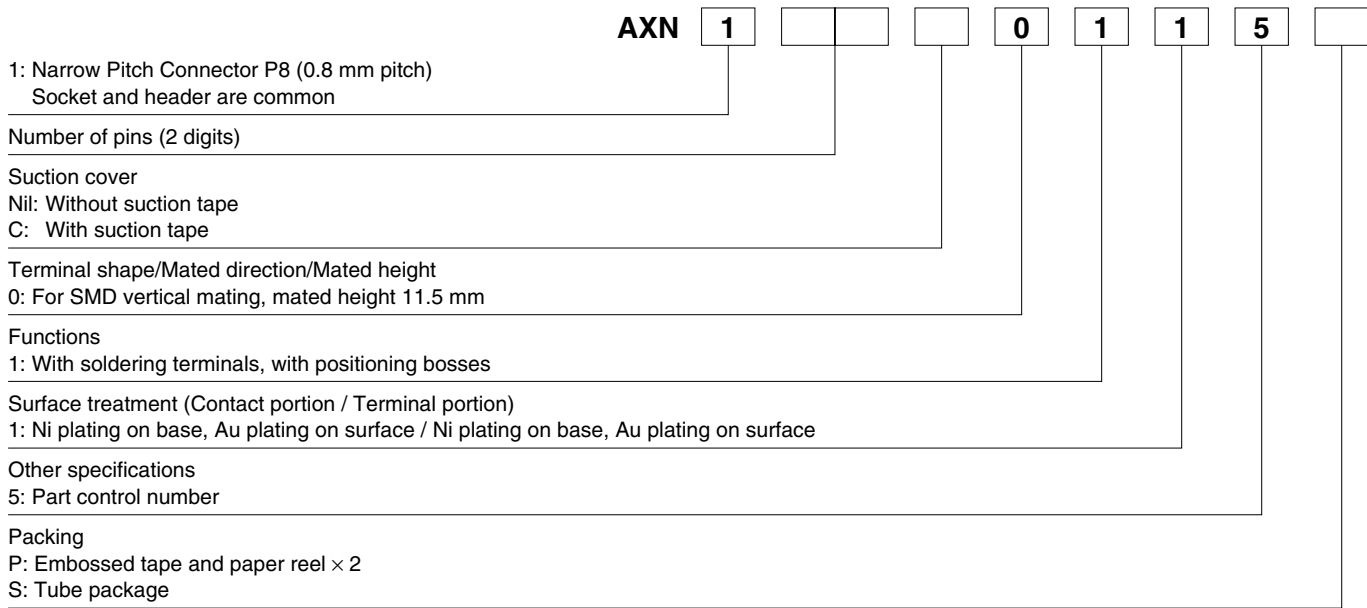 AXN 1 0 1 1 5
1: Narrow Pitch Connector P8 (0.8 mm pitch)
Socket and header are common
Number of pins (2 digits)
Suction cover
Nil: Without suction tape
C: With suction tape
Terminal shape/Mated direction/Mated height
0: For SMD vertical mating, mated height 11.5 mm
Functions
1: With soldering terminals, with positioning bosses
Surface treatment (Contact portion / Terminal portion)
1: Ni plating on base, Au plating on surface / Ni plating on base, Au plating on surface
Other specifications
5: Part control number
Packing
P: Embossed tape and paper reel × 2
S: Tube package